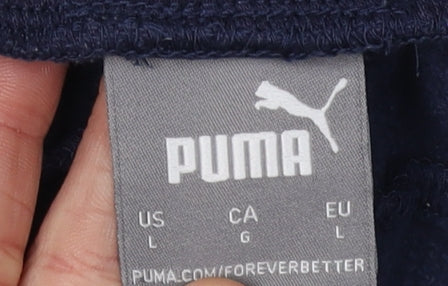 PUMA
US CA EU
L G L
PUMA.COM/FOREVERBETTER